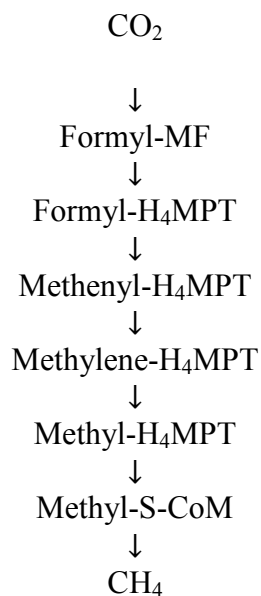 CO₂
↓
Formyl-MF
↓
Formyl-H₄MPT
↓
Methenyl-H₄MPT
↓
Methylene-H₄MPT
↓
Methyl-H₄MPT
↓
Methyl-S-CoM
↓
CH₄